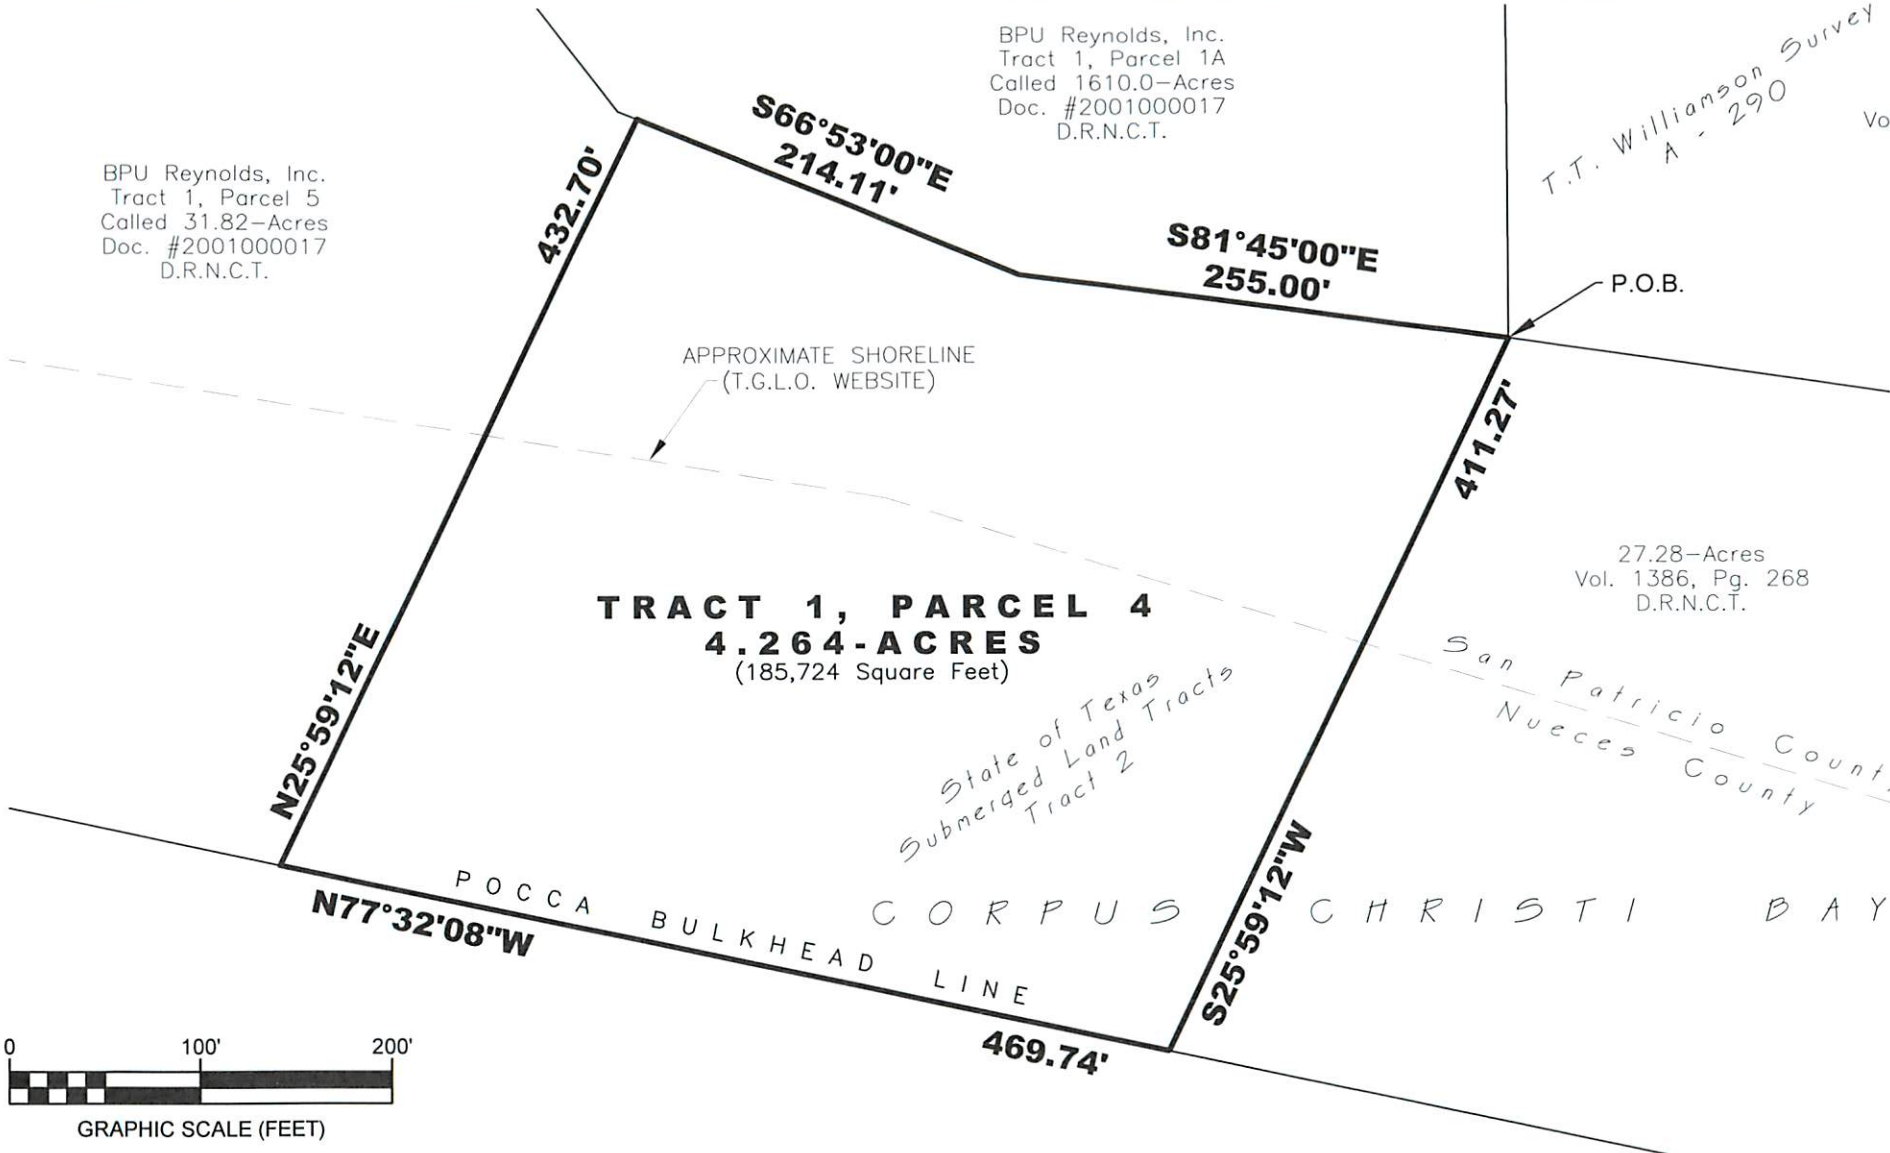 BPU Reynolds, Inc.
Tract 1, Parcel 1A
Called 1610.0-Acres
Doc. #2001000017
D.R.N.C.T.
T.T. Williamson Survey
A - 290
Vo
S66°53'00"E
214.11'
BPU Reynolds, Inc.
Tract 1, Parcel 5
Called 31.82-Acres
Doc. #2001000017
D.R.N.C.T.
432.70'
S81°45'00"E
255.00'
P.O.B.
APPROXIMATE SHORELINE
(T.G.L.O. WEBSITE)
411.27'
27.28-Acres
Vol. 1386, Pg. 268
D.R.N.C.T.
TRACT 1, PARCEL 4
4.264-ACRES
(185,724 Square Feet)
N25°59'12"E
San Patricio Count
Nueces County
State of Texas
Submerged Land Tracts
Tract 2
S25°59'12"W
POCCA BULKHEAD LINE
CORPUS CHRISTI BAY
N77°32'08"W
469.74'
0 100' 200'
GRAPHIC SCALE (FEET)